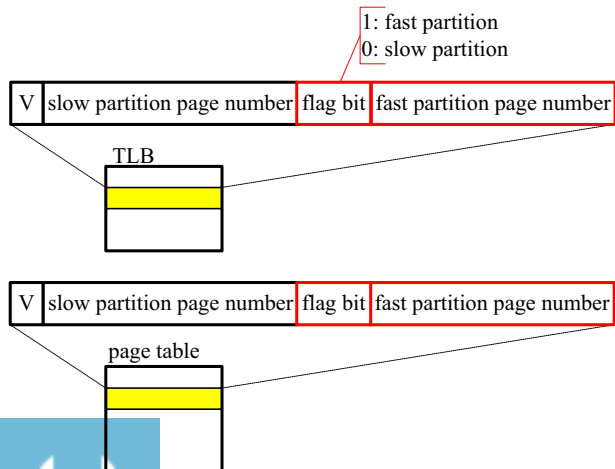 1: fast partition
0: slow partition
V slow partition page number flag bit fast partition page number
TLB
V slow partition page number flag bit fast partition page number
page table